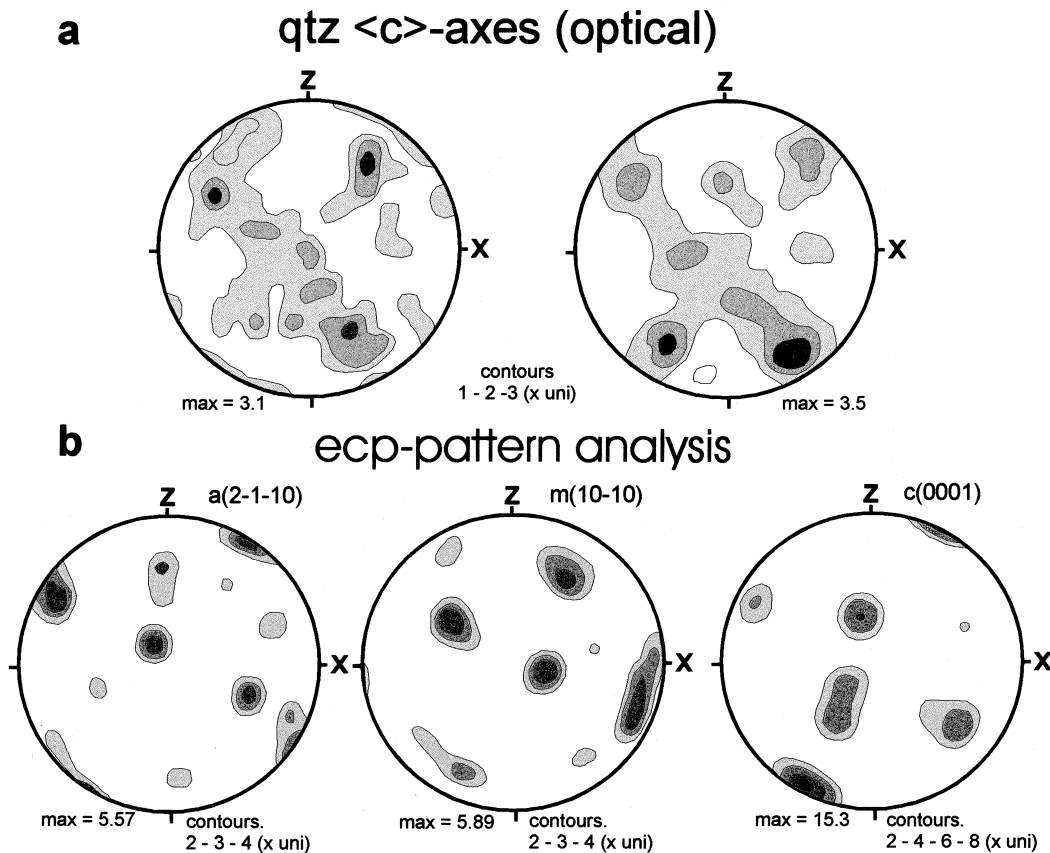 a qtz <c>-axes (optical)
Z Z
X X
contours
1 - 2 -3 (x uni)
max = 3.1 max = 3.5
b ecp-pattern analysis
Z a(2-1-10) Z m(10-10) Z c(0001)
X X X
max = 5.57 contours. max = 5.89 contours. max = 15.3 contours.
2 - 3 - 4 (x uni) 2 - 3 - 4 (x uni) 2 - 4 - 6 - 8 (x uni)